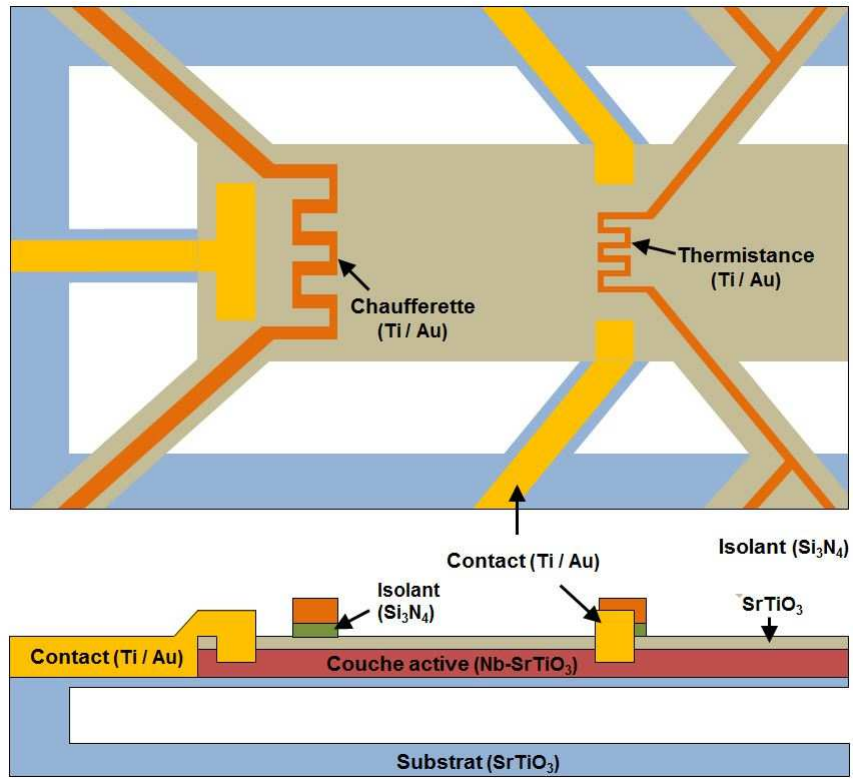 Chaufferette
(Ti / Au)
Thermistance
(Ti / Au)
Contact (Ti / Au)
Isolant (Si₃N₄)
Isolant
(Si₃N₄)
SrTiO₃
Contact (Ti / Au)
Couche active (Nb-SrTiO₃)
Substrat (SrTiO₃)